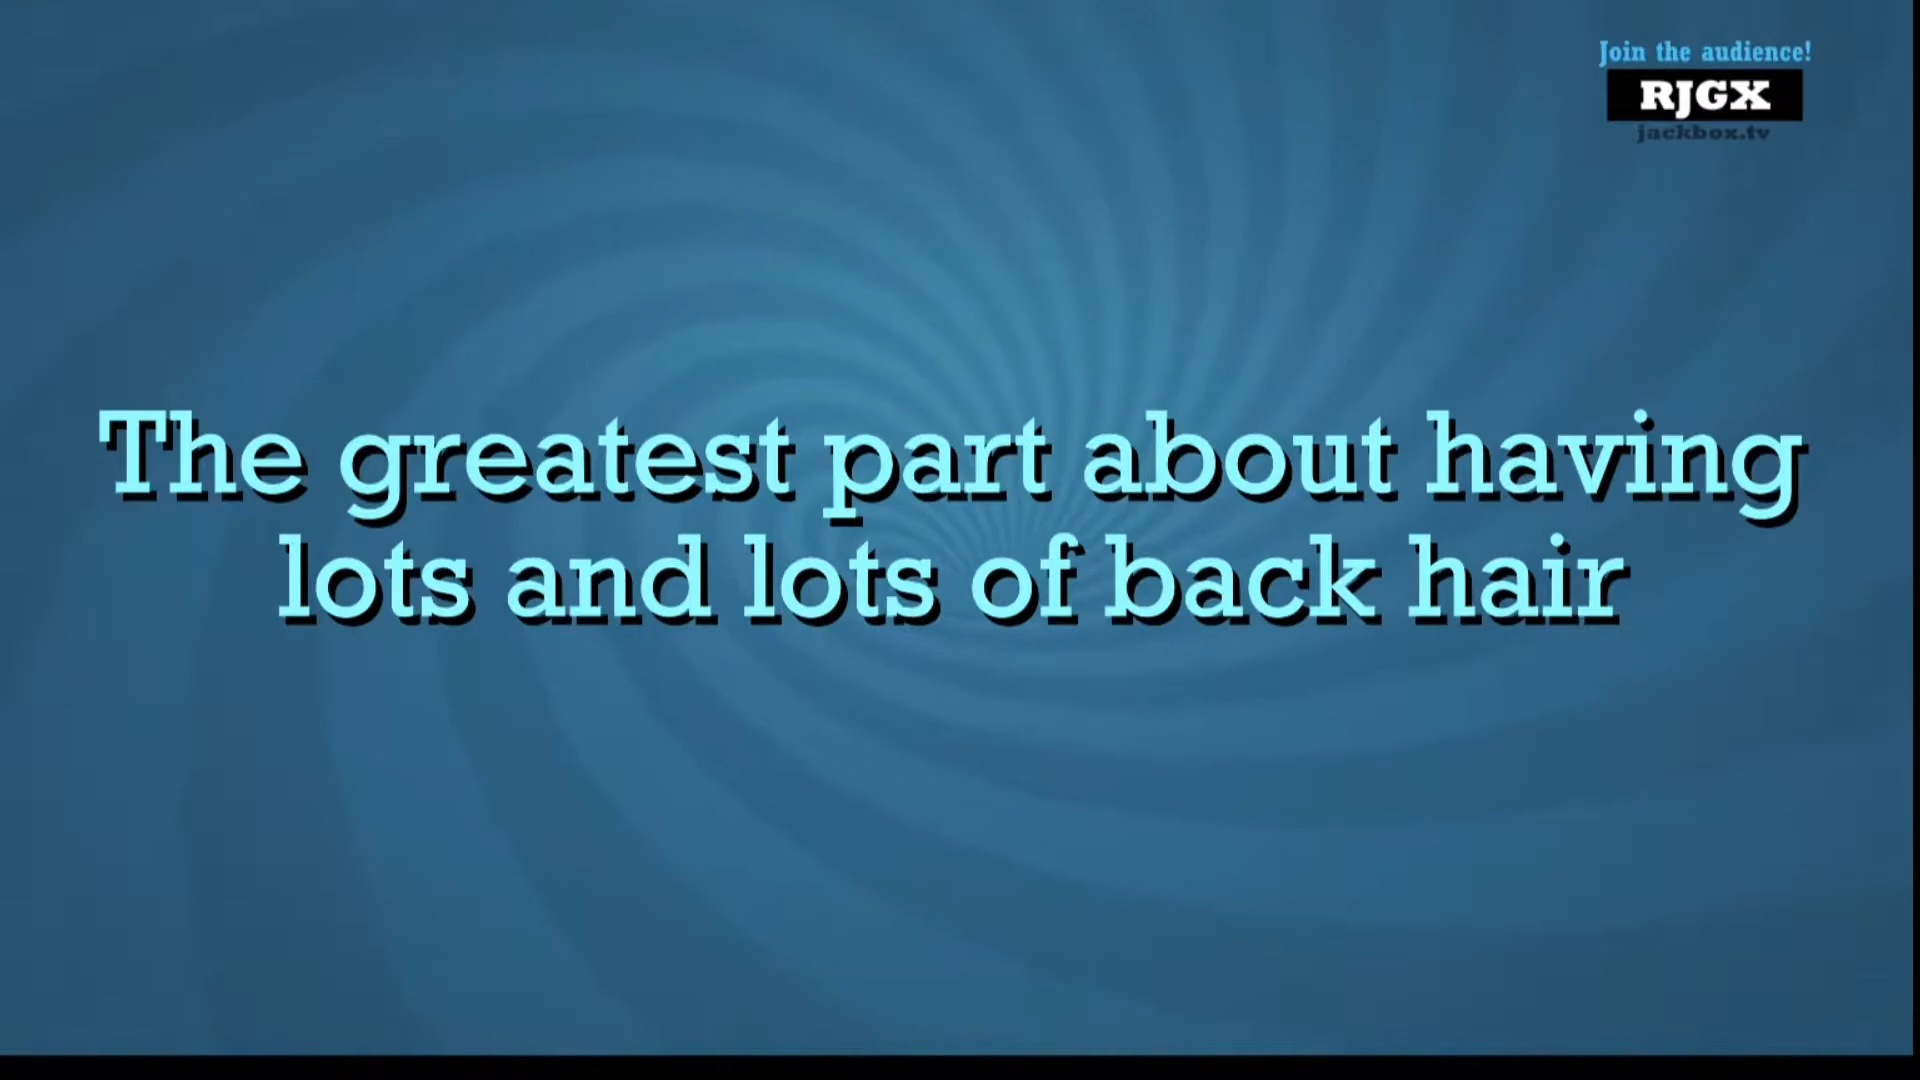 Join the audience!
RJGX
jackbox.tv
The greatest part about having
lots and lots of back hair